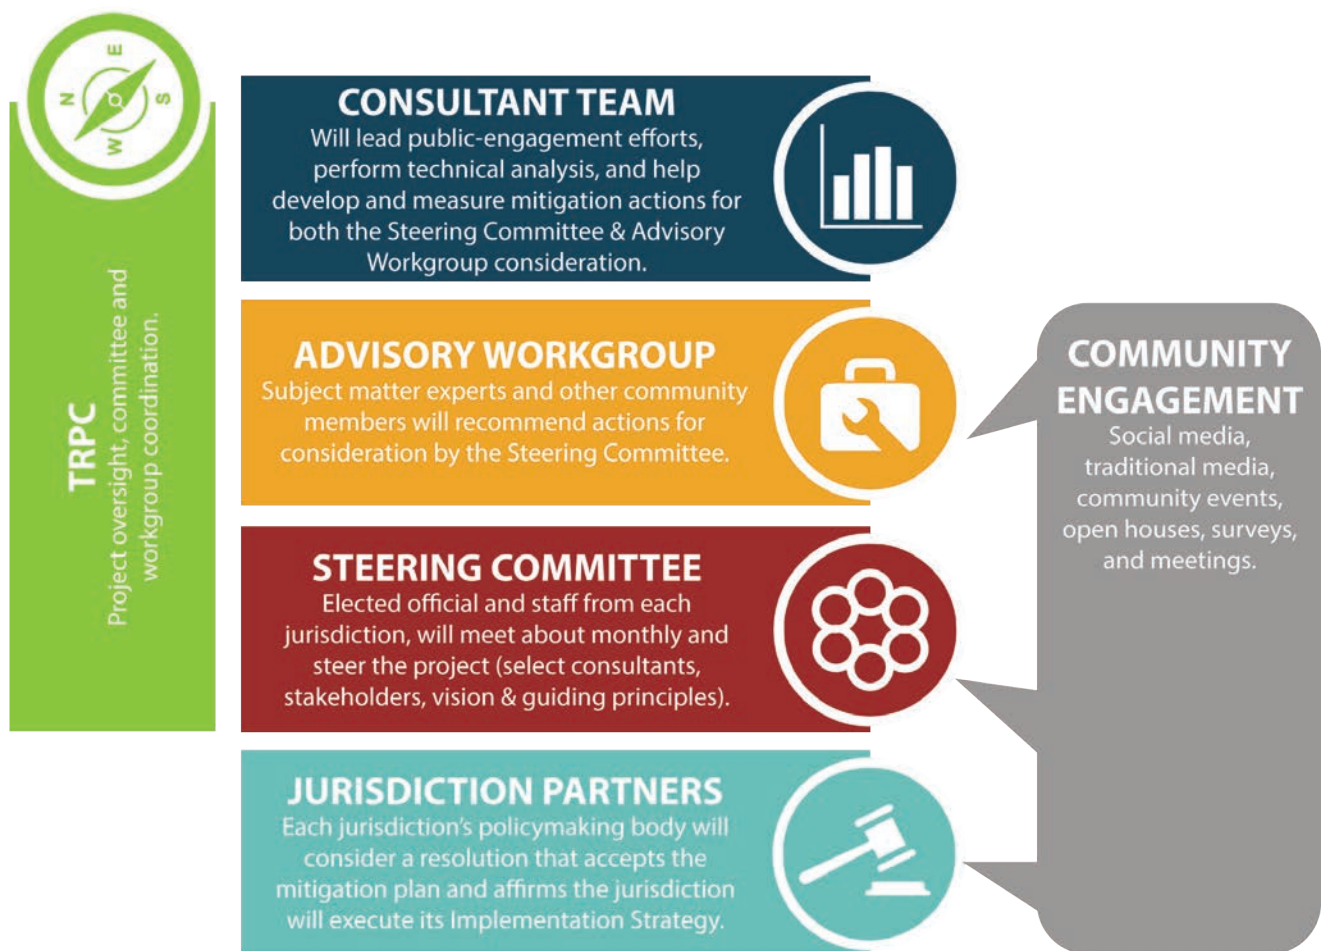 N
E
S
W
TRPC
Project oversight, committee and
workgroup coordination.
CONSULTANT TEAM
Will lead public-engagement efforts,
perform technical analysis, and help
develop and measure mitigation actions for
both the Steering Committee & Advisory
Workgroup consideration.
ADVISORY WORKGROUP
Subject matter experts and other community
members will recommend actions for
consideration by the Steering Committee.
STEERING COMMITTEE
Elected official and staff from each
jurisdiction, will meet about monthly and
steer the project (select consultants,
stakeholders, vision & guiding principles).
JURISDICTION PARTNERS
Each jurisdiction's policymaking body will
consider a resolution that accepts the
mitigation plan and affirms the jurisdiction
will execute its Implementation Strategy.
COMMUNITY
ENGAGEMENT
Social media,
traditional media,
community events,
open houses, surveys,
and meetings.